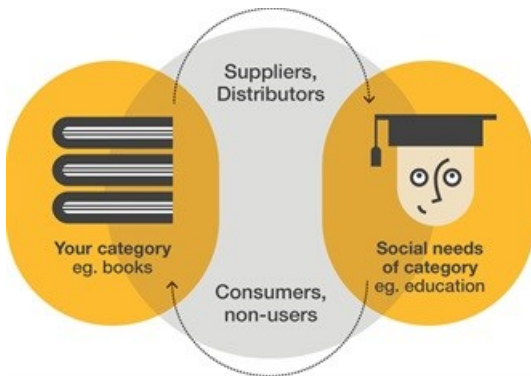 Suppliers,
Distributors
Your category
eg. books
Social needs
of category
eg. education
Consumers,
non-users